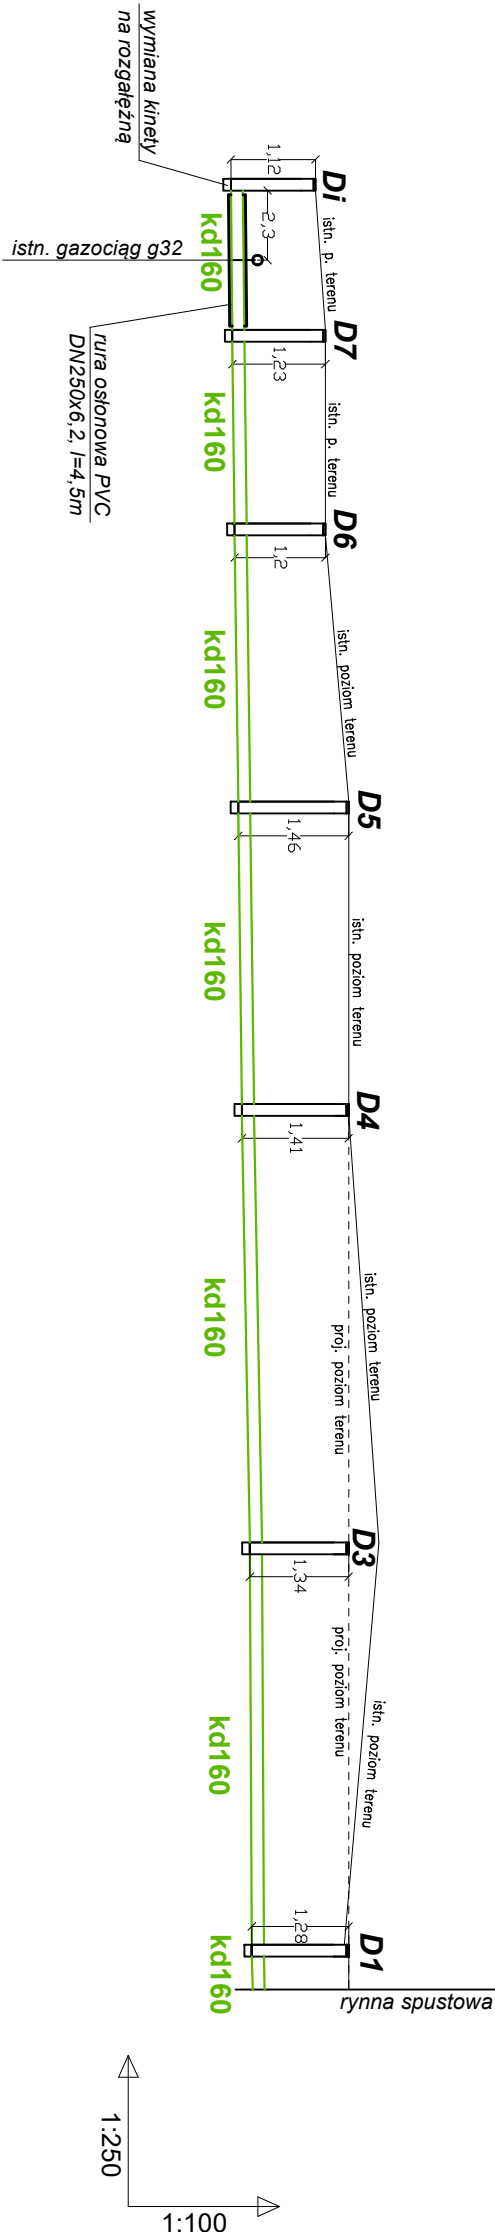 wymiana kinety
na rozgałęźną
1,12
Di
istn. p. terenu
2,3
kd160
istn. gazociąg g32
rura osłonowa PVC
DN250x6,2, l=4,5m
D7
1,23
istn. p. terenu
kd160
D6
1,2
istn. poziom terenu
kd160
D5
1,46
istn. poziom terenu
kd160
D4
1,41
istn. poziom terenu
proj. poziom terenu
kd160
D3
1,34
proj. poziom terenu
istn. poziom terenu
kd160
1,28
D1
kd160
rynna spustowa
1:250
1:100